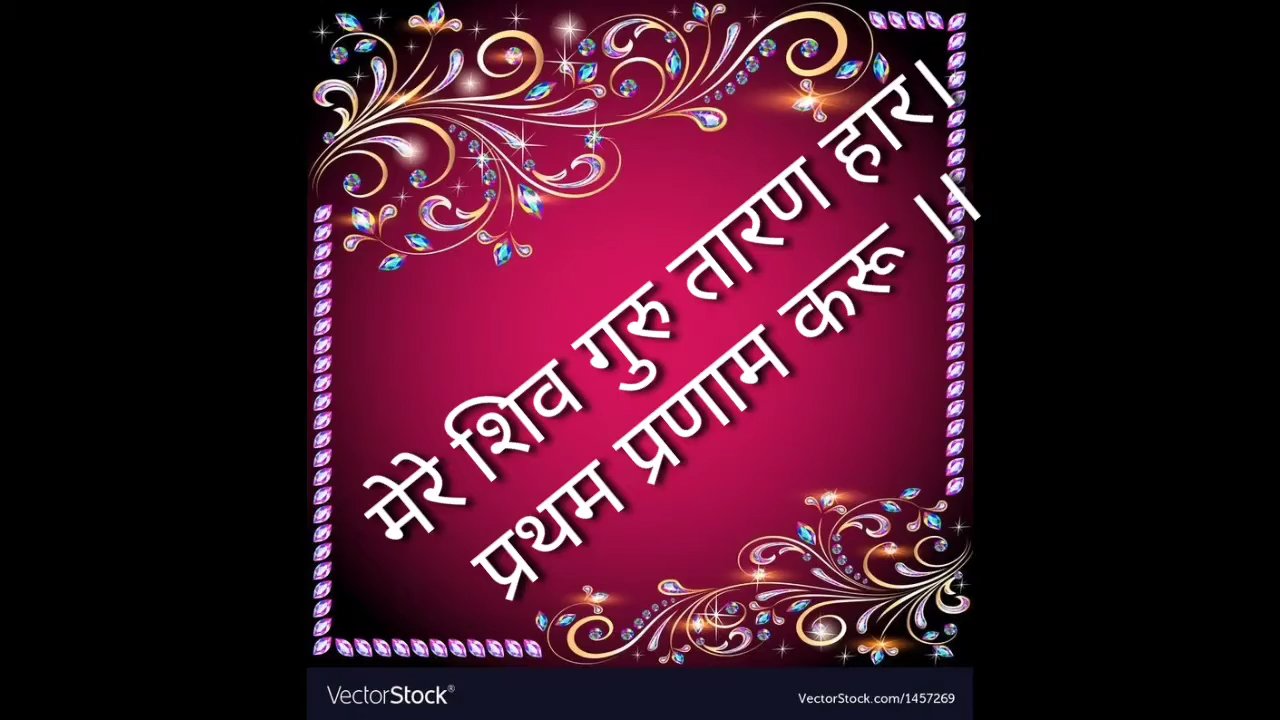 मेरे शिव गुरु तारण हार।
प्रथम प्रणाम करू ।।
VectorStock®
VectorStock.com/1457269